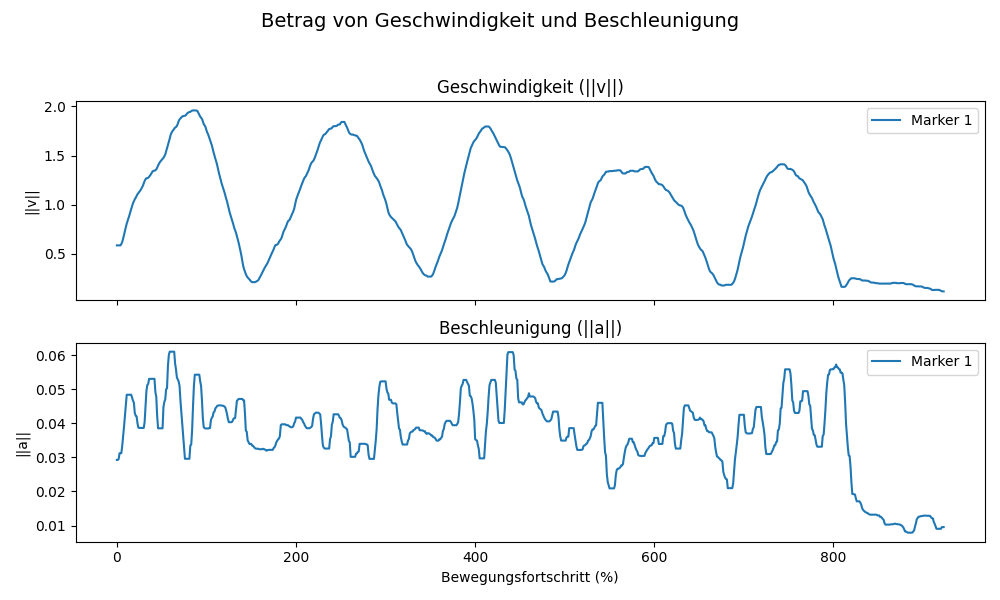 Betrag von Geschwindigkeit und Beschleunigung
Geschwindigkeit (||v||)
2.0
1.5
1.0
0.5
||v||
Marker 1
Beschleunigung (||a||)
0.06
0.05
0.04
0.03
0.02
0.01
||a||
Marker 1
0 200 400 600 800
Bewegungsfortschritt (%)